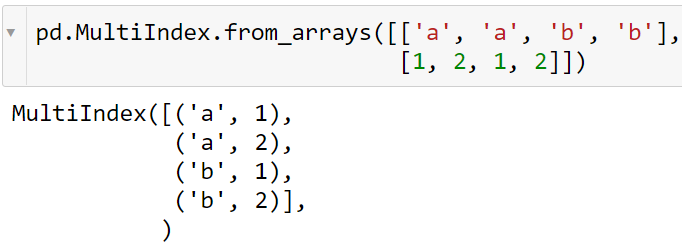 pd.MultiIndex.from_arrays([['a', 'a', 'b', 'b'],
[1, 2, 1, 2]])
MultiIndex([('a', 1),
('a', 2),
('b', 1),
('b', 2)],
)